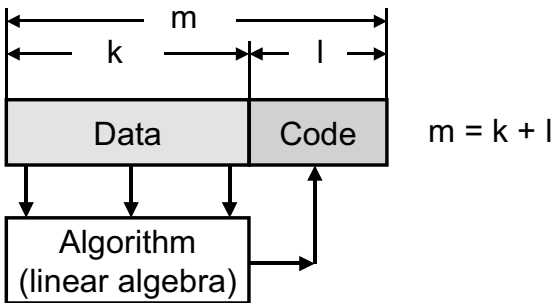 m
k
l
Data
Code
m = k + l
Algorithm
(linear algebra)